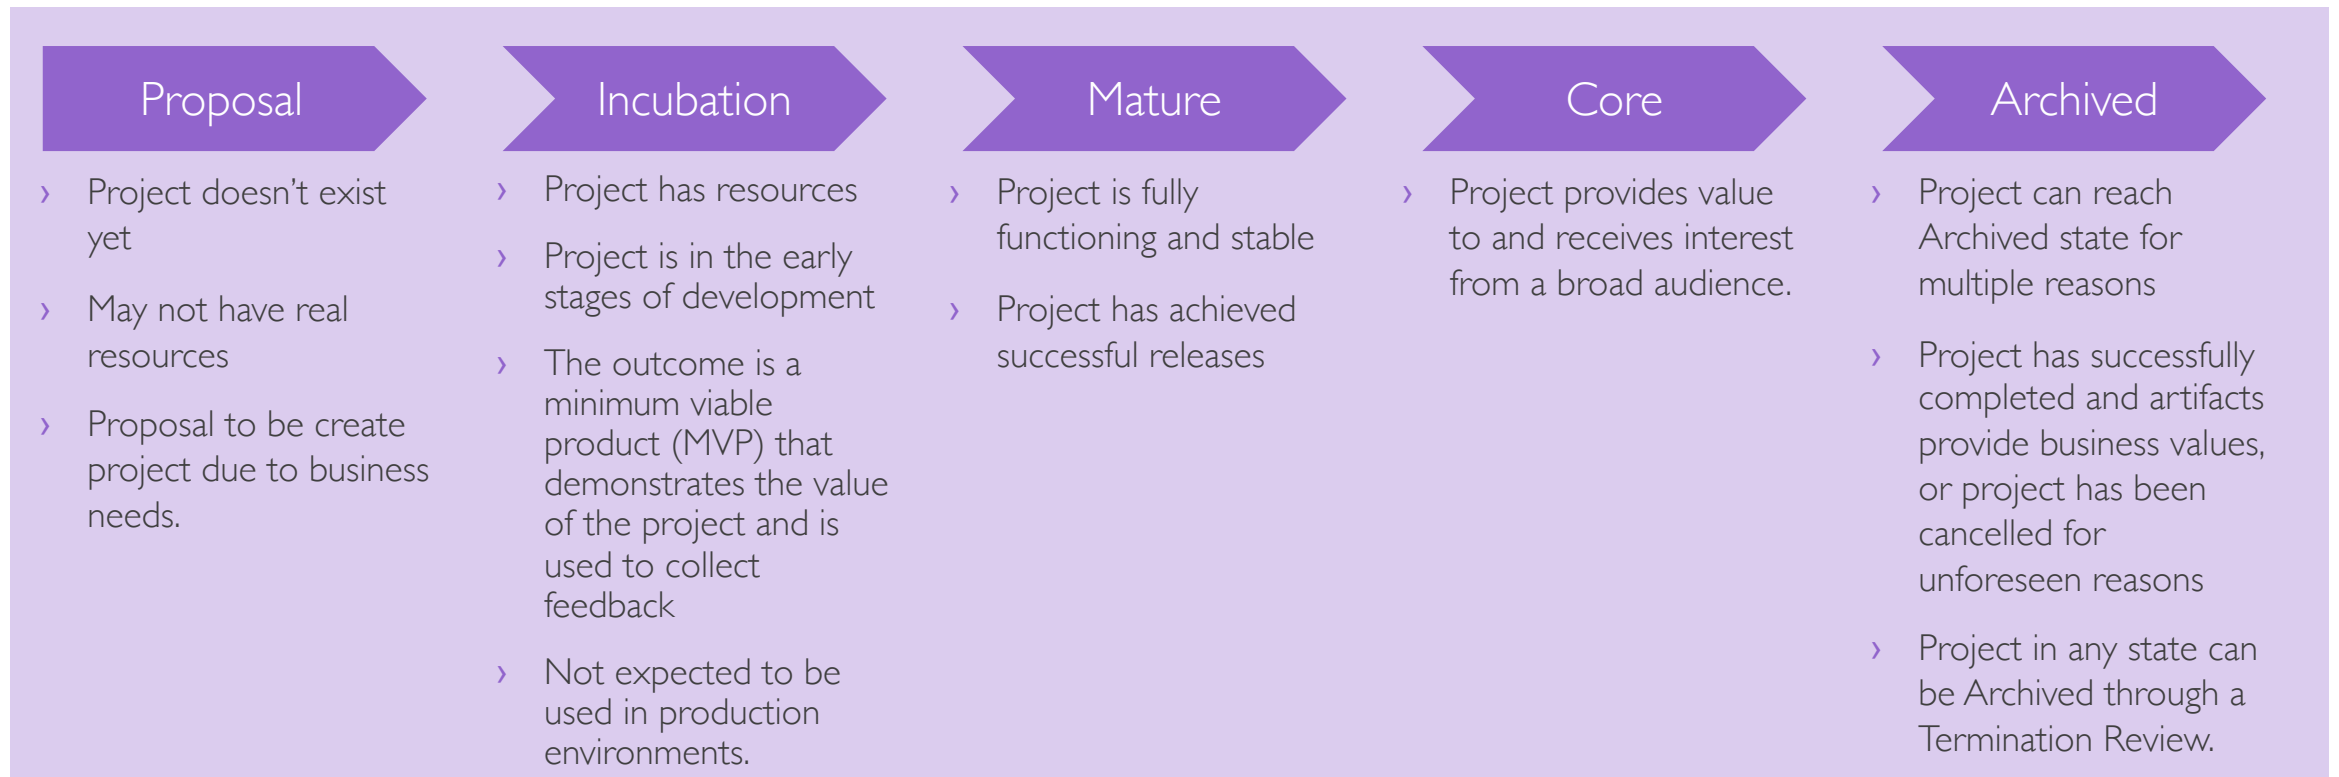 Proposal
› Project doesn't exist
yet
› May not have real
resources
› Proposal to be create
project due to business
needs.
Incubation
› Project has resources
› Project is in the early
stages of development
› The outcome is a
minimum viable
product (MVP) that
demonstrates the value
of the project and is
used to collect
feedback
› Not expected to be
used in production
environments.
Mature
› Project is fully
functioning and stable
› Project has achieved
successful releases
Core
› Project provides value
to and receives interest
from a broad audience.
Archived
› Project can reach
Archived state for
multiple reasons
› Project has successfully
completed and artifacts
provide business values,
or project has been
cancelled for
unforeseen reasons
› Project in any state can
be Archived through a
Termination Review.